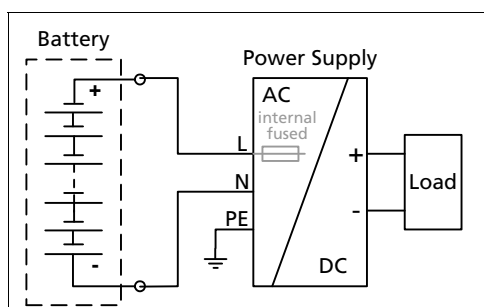 Battery
Power Supply
+
AC
internal
fused
L
N
+
Load
PE
-
-
DC